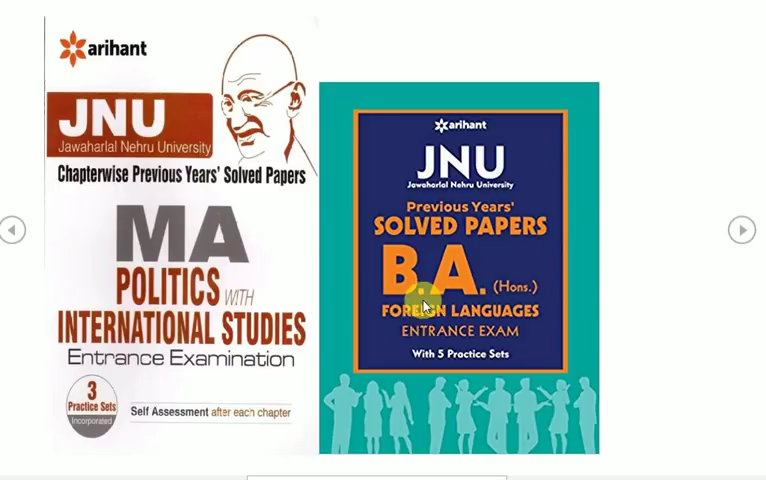 arihant
JNU
Jawaharlal Nehru University
Chapterwise Previous Years' Solved Papers
MA
POLITICS WITH
INTERNATIONAL STUDIES
Entrance Examination
3
Practice Sets
Incorporated
Self Assessment after each chapter
arihant
JNU
Jawaharlal Nehru University
Previous Years'
SOLVED PAPERS
B.A. (Hons.)
FOREIGN LANGUAGES
ENTRANCE EXAM
With 5 Practice Sets